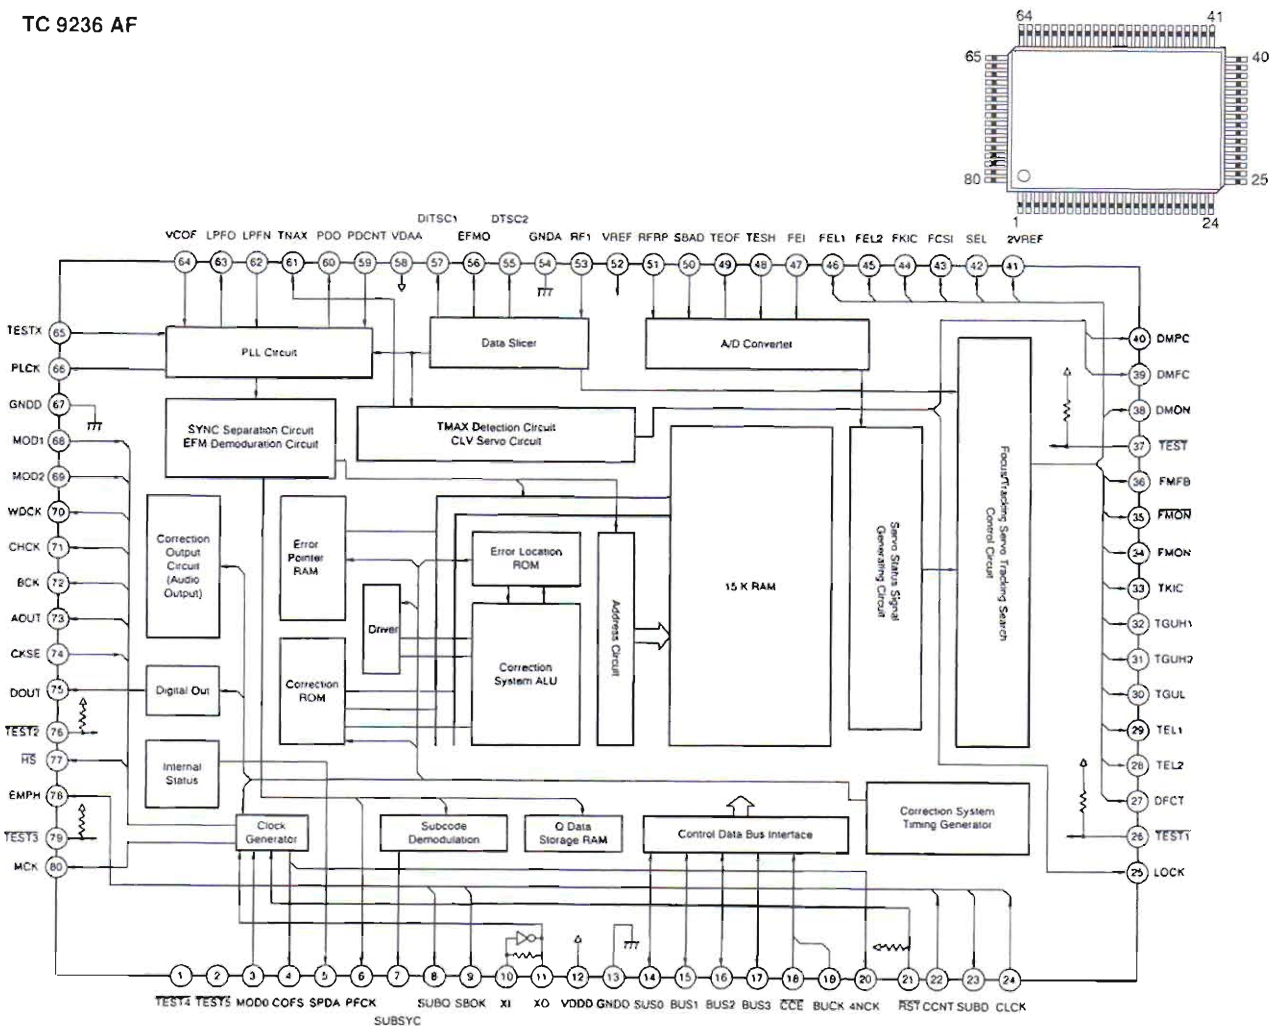 TC 9236 AF
64 41
65 40
80 25
1 24
DITSC1 DTSC2
VCOF LPFO LPFN TNAX PDO PDCNT VDAA EFMO GNDA RF1 VREF RFRP SBAD TEOF TESH FEI FEL1 FEL2 FKIC FCSI SEL 2VREF
64 63 62 61 60 59 58 57 56 55 54 53 52 51 50 49 48 47 46 45 44 43 42 41
TESTX 65
PLCK 66
GNDD 67
MOD1 68
MOD2 69
WDCK 70
CHCK 71
BCK 72
AOUT 73
CKSE 74
DOUT 75
TEST2 76
HS 77
EMPH 78
TEST3 79
MCK 80
PLL Circuit
Data Slicer
A/D Converter
SYNC Separation Circuit
EFM Demoduration Circuit
TMAX Detection Circuit
CLV Servo Circuit
Correction
Output
Circuit
(Audio
Output)
Error
Pointer
RAM
Error Location
ROM
Driver
Correction
ROM
Correction
System ALU
Address Circuit
15 K RAM
Servo Status Signal
Generating Circuit
Focus/Tracking Servo Tracking Search
Control Circuit
Digital Out
Internal
Status
Clock
Generator
Subcode
Demodulation
Q Data
Storage RAM
Control Data Bus Interface
Correction System
Timing Generator
40 DMPC
39 DMFC
38 DMON
37 TEST
36 FMFB
35 FMON
34 FMON
33 TKIC
32 TGUH1
31 TGUH2
30 TGUL
29 TEL1
28 TEL2
27 DFCT
26 TEST1
25 LOCK
1 2 3 4 5 6 7 8 9 10 11 12 13 14 15 16 17 18 19 20 21 22 23 24
TEST4 TEST5 MOD0 COFS SPDA PFCK SUBQ SBOK XI XO VDDD GNDD SUS0 BUS1 BUS2 BUS3 CCE BUCK 4NCK RST CCNT SUBD CLCK
SUBSYC